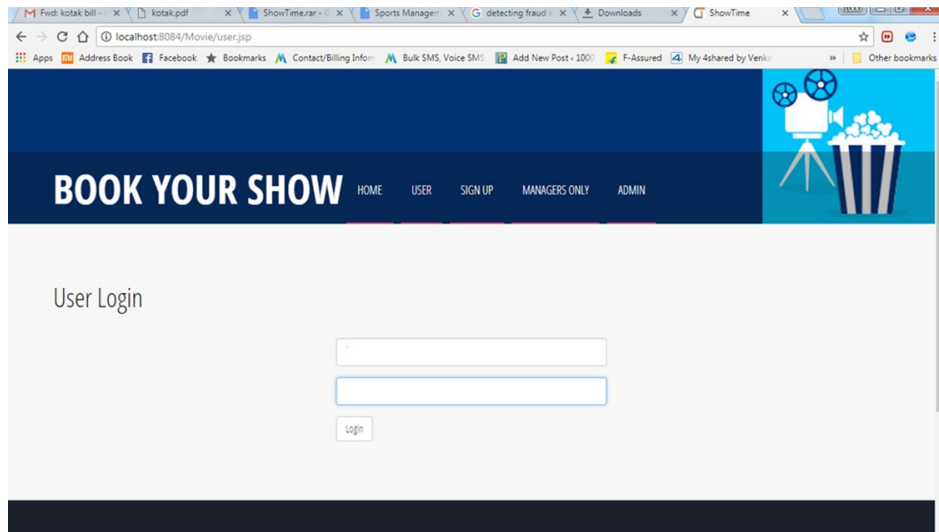 Fwd: kotak bill - kotak.pdf ShowTime.rar - G Sports Managem G detecting fraud Downloads ShowTime
localhost:8084/Movie/user.jsp
Apps Address Book Facebook Bookmarks Contact/Billing Inform Bulk SMS, Voice SMS Add New Post ‹ 1000 F-Assured 4 My 4shared by Venka » Other bookmarks
BOOK YOUR SHOW HOME USER SIGN UP MANAGERS ONLY ADMIN
User Login
Login